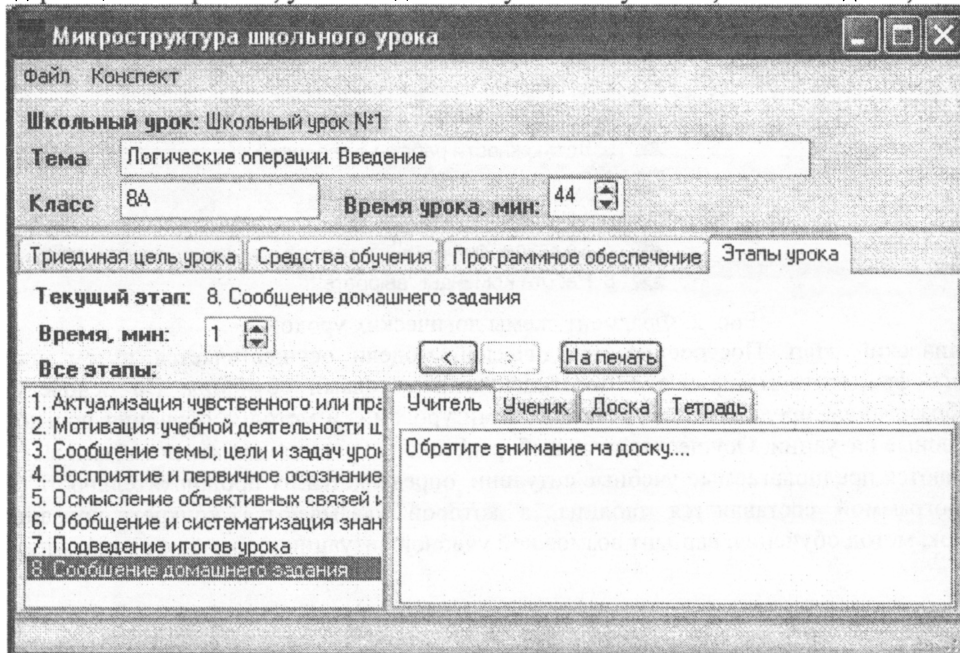 Микроструктура школьного урока
Файл Конспект
Школьный урок: Школьный урок №1
Тема Логические операции. Введение
Класс 8А Время урока, мин: 44
Триединая цель урока Средства обучения Программное обеспечение Этапы урока
Текущий этап: 8. Сообщение домашнего задания
Время, мин: 1
На печать
Все этапы:
Учитель Ученик Доска Тетрадь
1. Актуализация чувственного или пра
2. Мотивация учебной деятельности ш
3. Сообщение темы, цели и задач урок
4. Восприятие и первичное осознание
5. Осмысление объективных связей и
6. Обобщение и систематизация знан
7. Подведение итогов урока
8. Сообщение домашнего задания
Обратите внимание на доску....